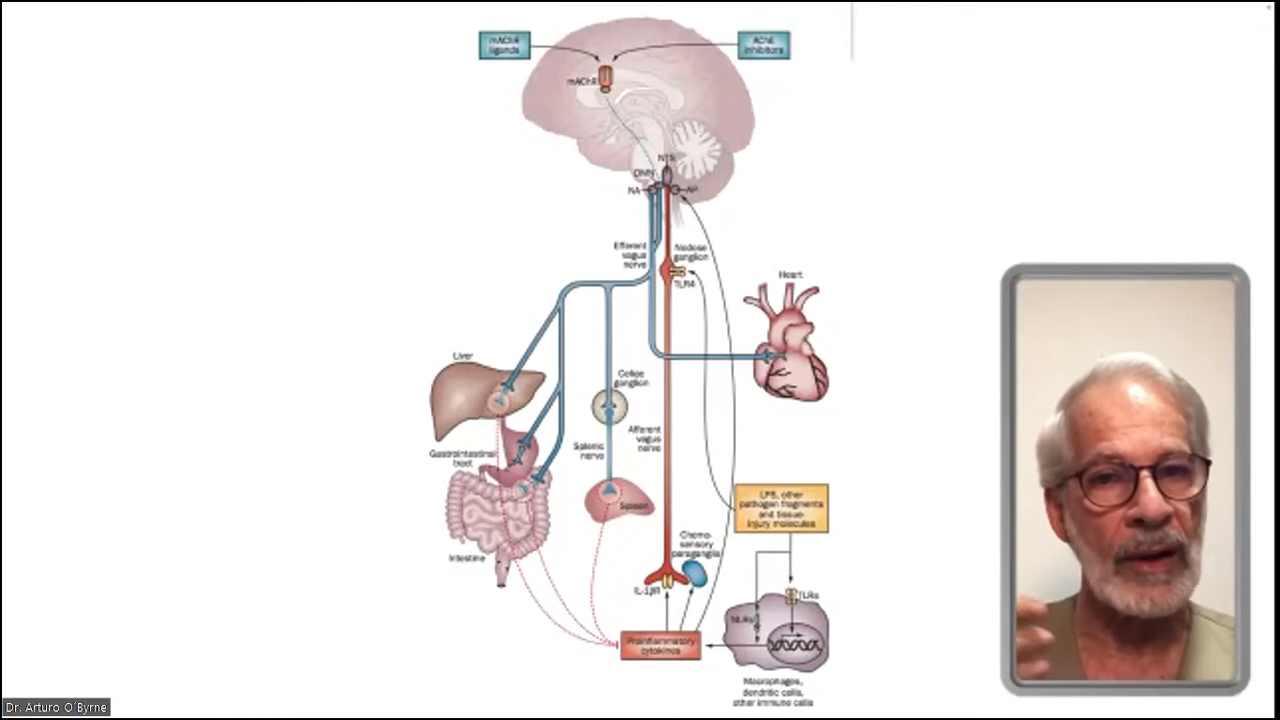 mAChR
ligands
AChE
inhibitors
mAChR
NTS
DMN
NA
AP
Efferent
vagus
nerve
Nodose
ganglion
TLR4
Heart
Liver
Celiac
ganglion
Gastrointestinal
tract
Splenic
nerve
Afferent
vagus
nerve
Spleen
LPS, other
pathogen fragments
and tissue-
injury molecules
Chemo-
sensory
paraganglia
Intestine
IL-1βR
TLRs
NLRs
Proinflammatory
cytokines
Macrophages,
dendritic cells,
other immune cells
Dr. Arturo O´Byrne